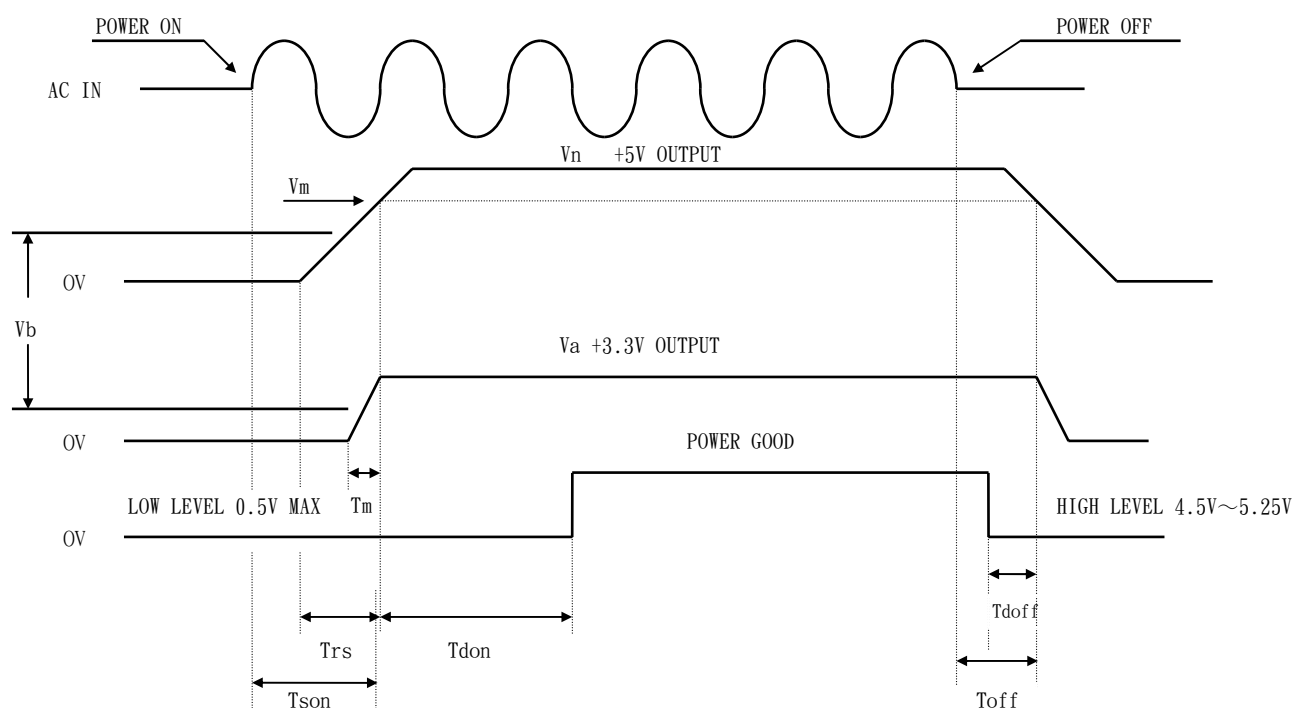 POWER ON
POWER OFF
AC IN
Vn +5V OUTPUT
Vm
OV
Vb
Va +3.3V OUTPUT
OV
POWER GOOD
LOW LEVEL 0.5V MAX
Tm
HIGH LEVEL 4.5V～5.25V
OV
Tdoff
Trs
Tdon
Tson
Toff